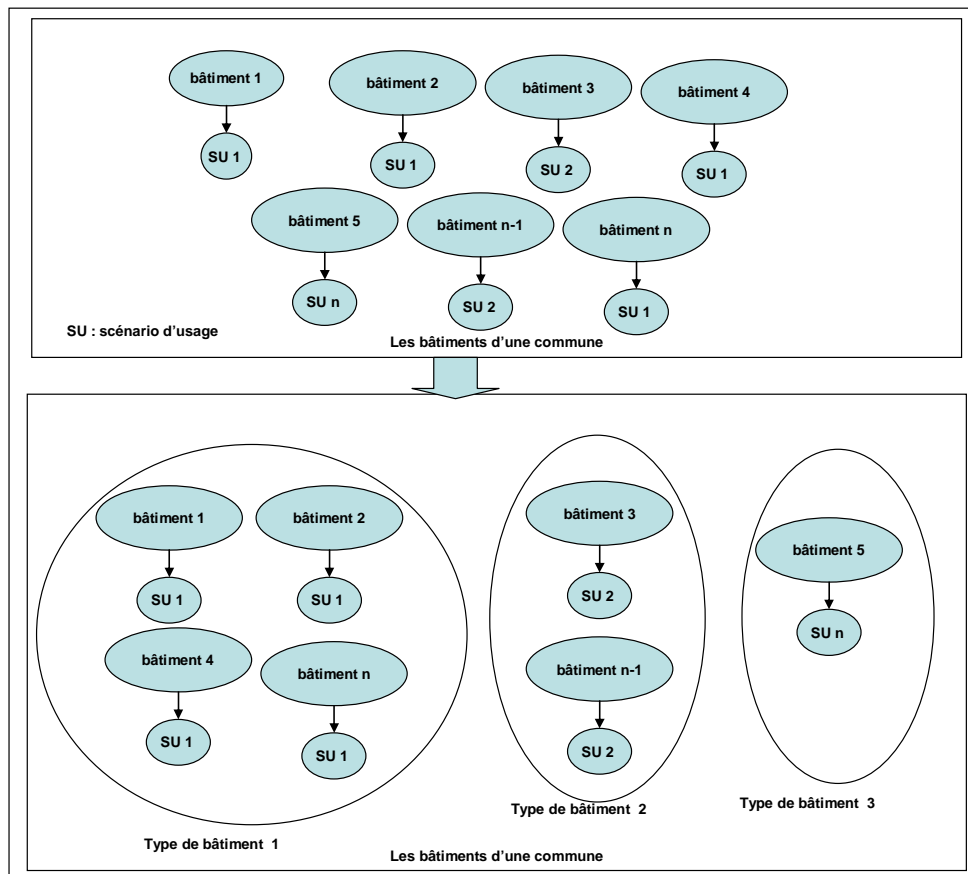 bâtiment 1
bâtiment 2
bâtiment 3
bâtiment 4
SU 1
SU 1
SU 2
SU 1
bâtiment 5
bâtiment n-1
bâtiment n
SU n
SU 2
SU 1
SU : scénario d'usage
Les bâtiments d'une commune
bâtiment 1
bâtiment 2
SU 1
SU 1
bâtiment 4
bâtiment n
SU 1
SU 1
Type de bâtiment 1
bâtiment 3
SU 2
bâtiment n-1
SU 2
Type de bâtiment 2
bâtiment 5
SU n
Type de bâtiment 3
Les bâtiments d'une commune